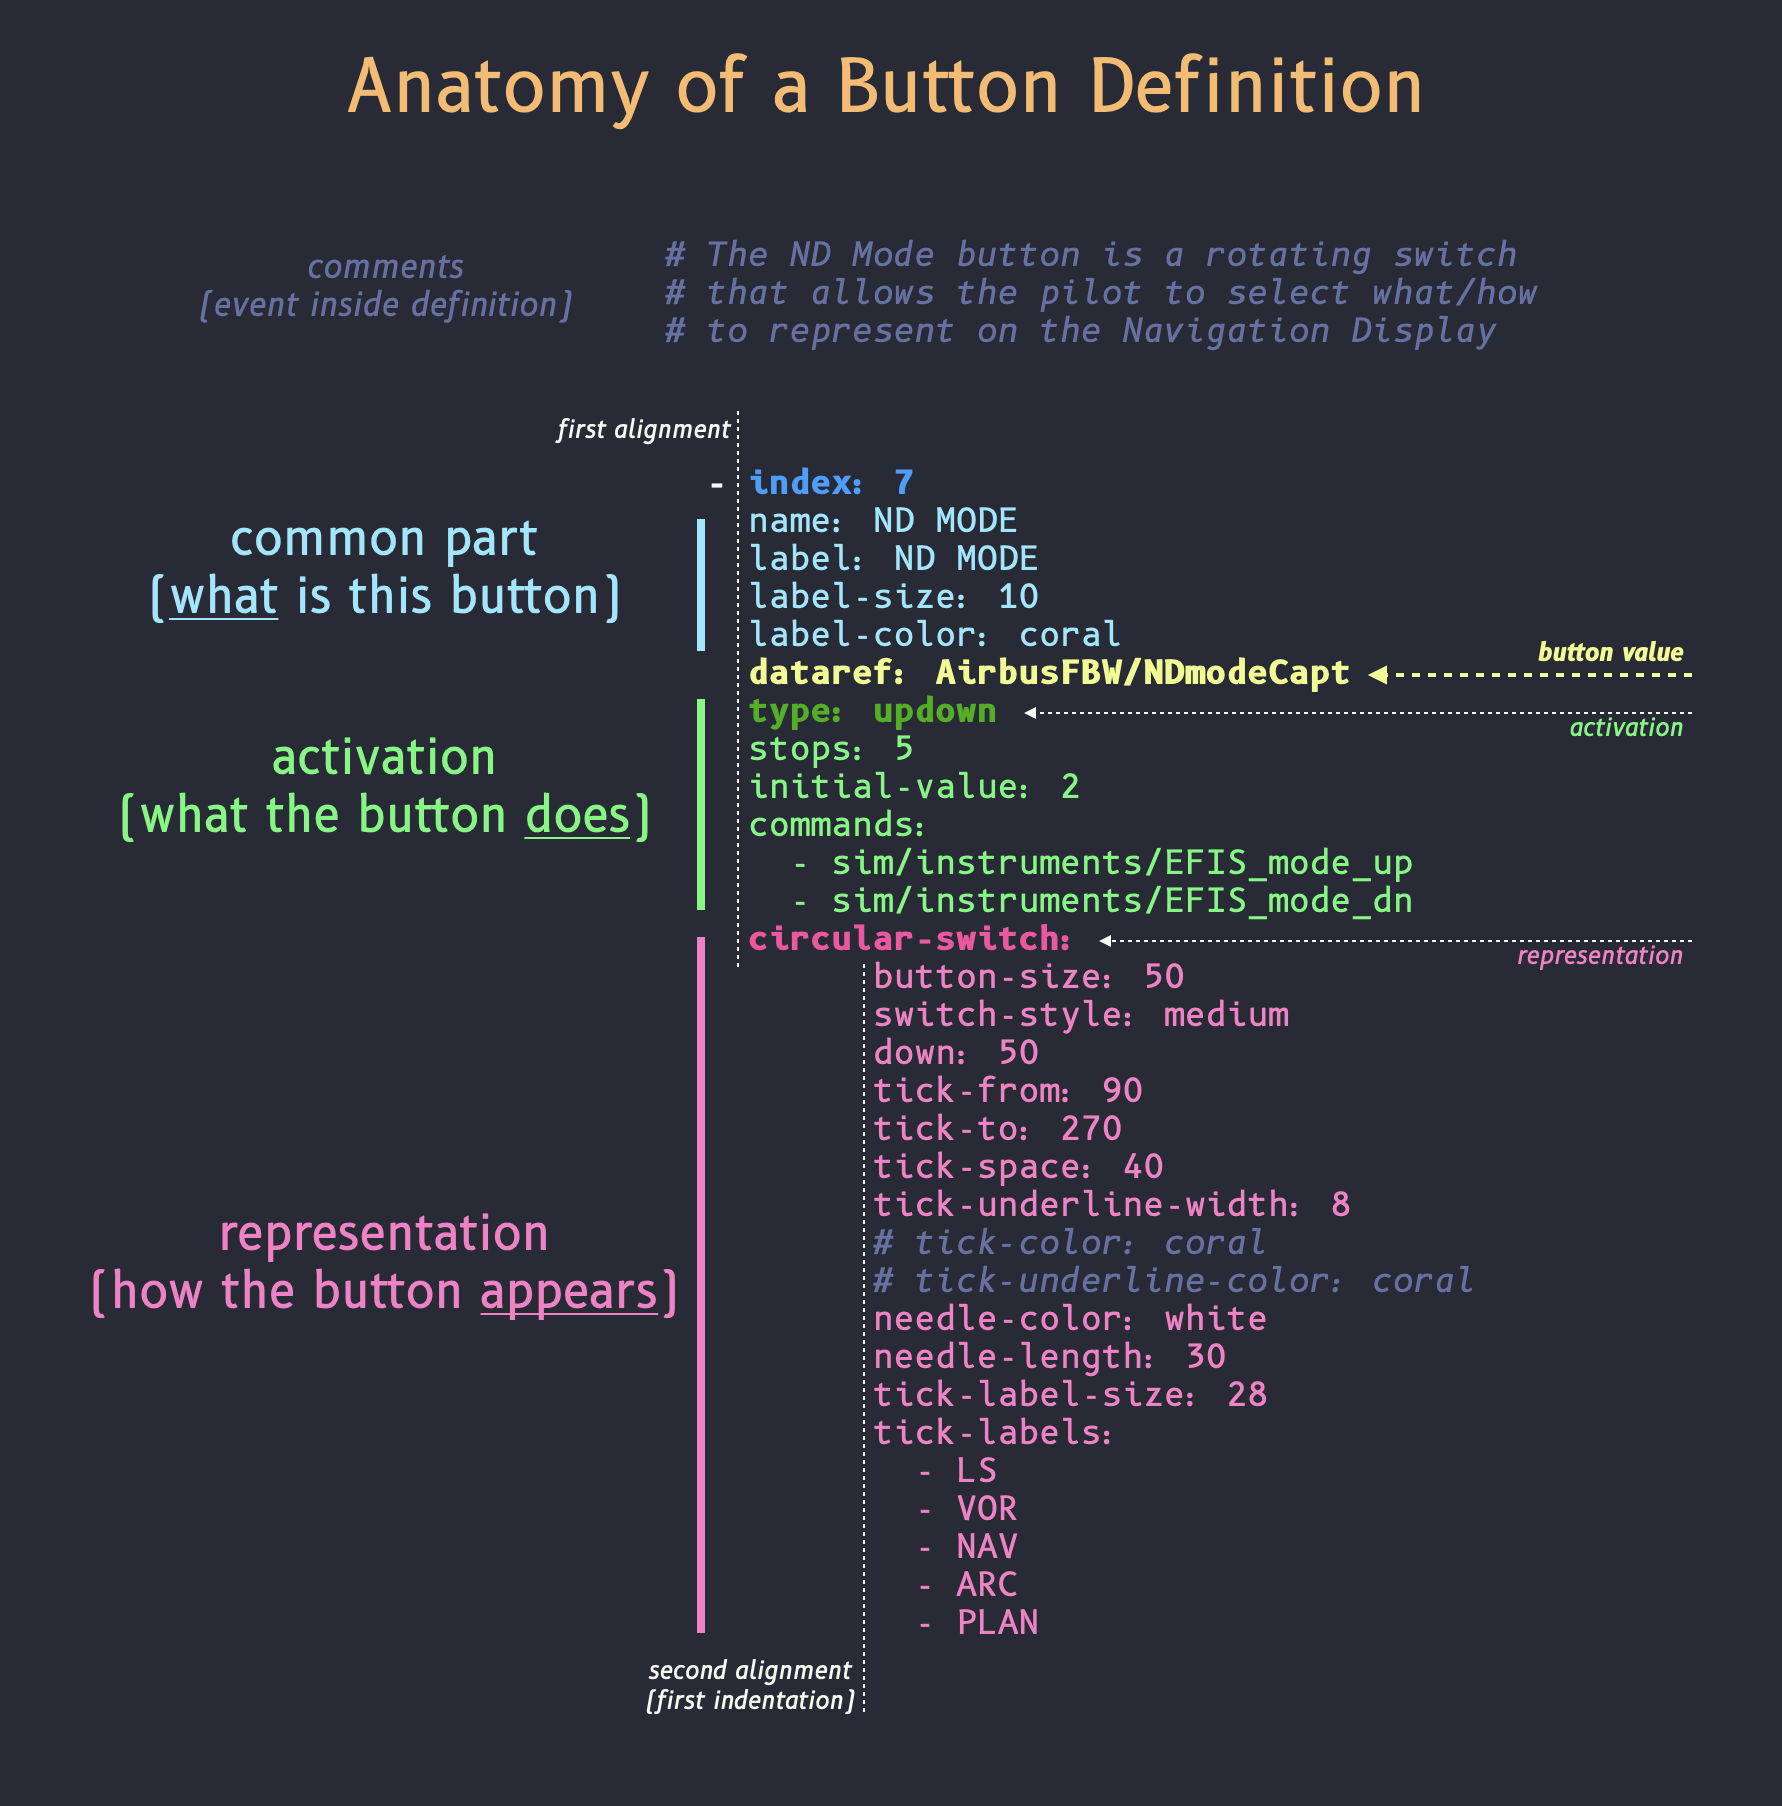 Anatomy of a Button Definition
comments
(event inside definition)
# The ND Mode button is a rotating switch
# that allows the pilot to select what/how
# to represent on the Navigation Display
first alignment
- index: 7
common part
(what is this button)
name: ND MODE
label: ND MODE
label-size: 10
label-color: coral
dataref: AirbusFBW/NDmodeCapt
button value
activation
(what the button does)
type: updown
activation
stops: 5
initial-value: 2
commands:
- sim/instruments/EFIS_mode_up
- sim/instruments/EFIS_mode_dn
circular-switch:
representation
representation
(how the button appears)
button-size: 50
switch-style: medium
down: 50
tick-from: 90
tick-to: 270
tick-space: 40
tick-underline-width: 8
# tick-color: coral
# tick-underline-color: coral
needle-color: white
needle-length: 30
tick-label-size: 28
tick-labels:
- LS
- VOR
- NAV
- ARC
- PLAN
second alignment
(first indentation)